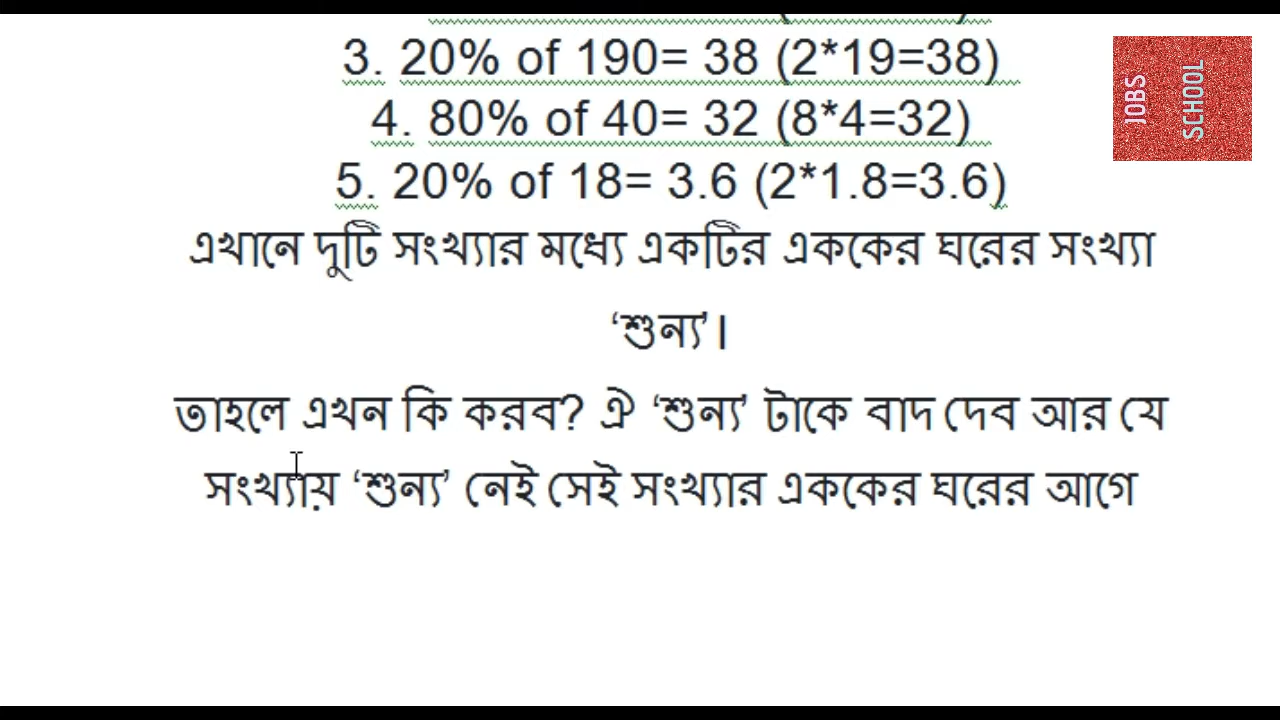 3. 20% of 190= 38 (2*19=38)
4. 80% of 40= 32 (8*4=32)
5. 20% of 18= 3.6 (2*1.8=3.6)
এখানে দুটি সংখ্যার মধ্যে একটির এককের ঘরের সংখ্যা
‘শুন্য’।
তাহলে এখন কি করব? ঐ ‘শুন্য’ টাকে বাদ দেব আর যে
সংখ্যায় ‘শুন্য’ নেই সেই সংখ্যার এককের ঘরের আগে
JOBS
SCHOOL